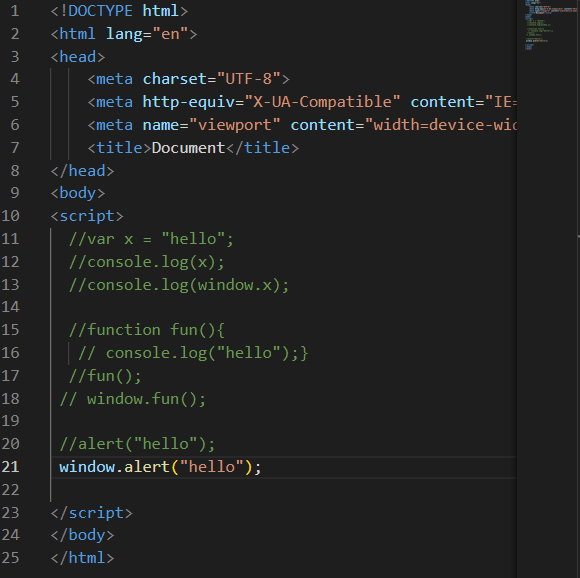 1 <!DOCTYPE html>
2 <html lang="en">
3 <head>
4     <meta charset="UTF-8">
5     <meta http-equiv="X-UA-Compatible" content="IE=
6     <meta name="viewport" content="width=device-wid
7     <title>Document</title>
8 </head>
9 <body>
10 <script>
11   //var x = "hello";
12   //console.log(x);
13   //console.log(window.x);
14
15   //function fun(){
16    // console.log("hello");}
17   //fun();
18  // window.fun();
19
20  //alert("hello");
21  window.alert("hello");
22
23 </script>
24 </body>
25 </html>